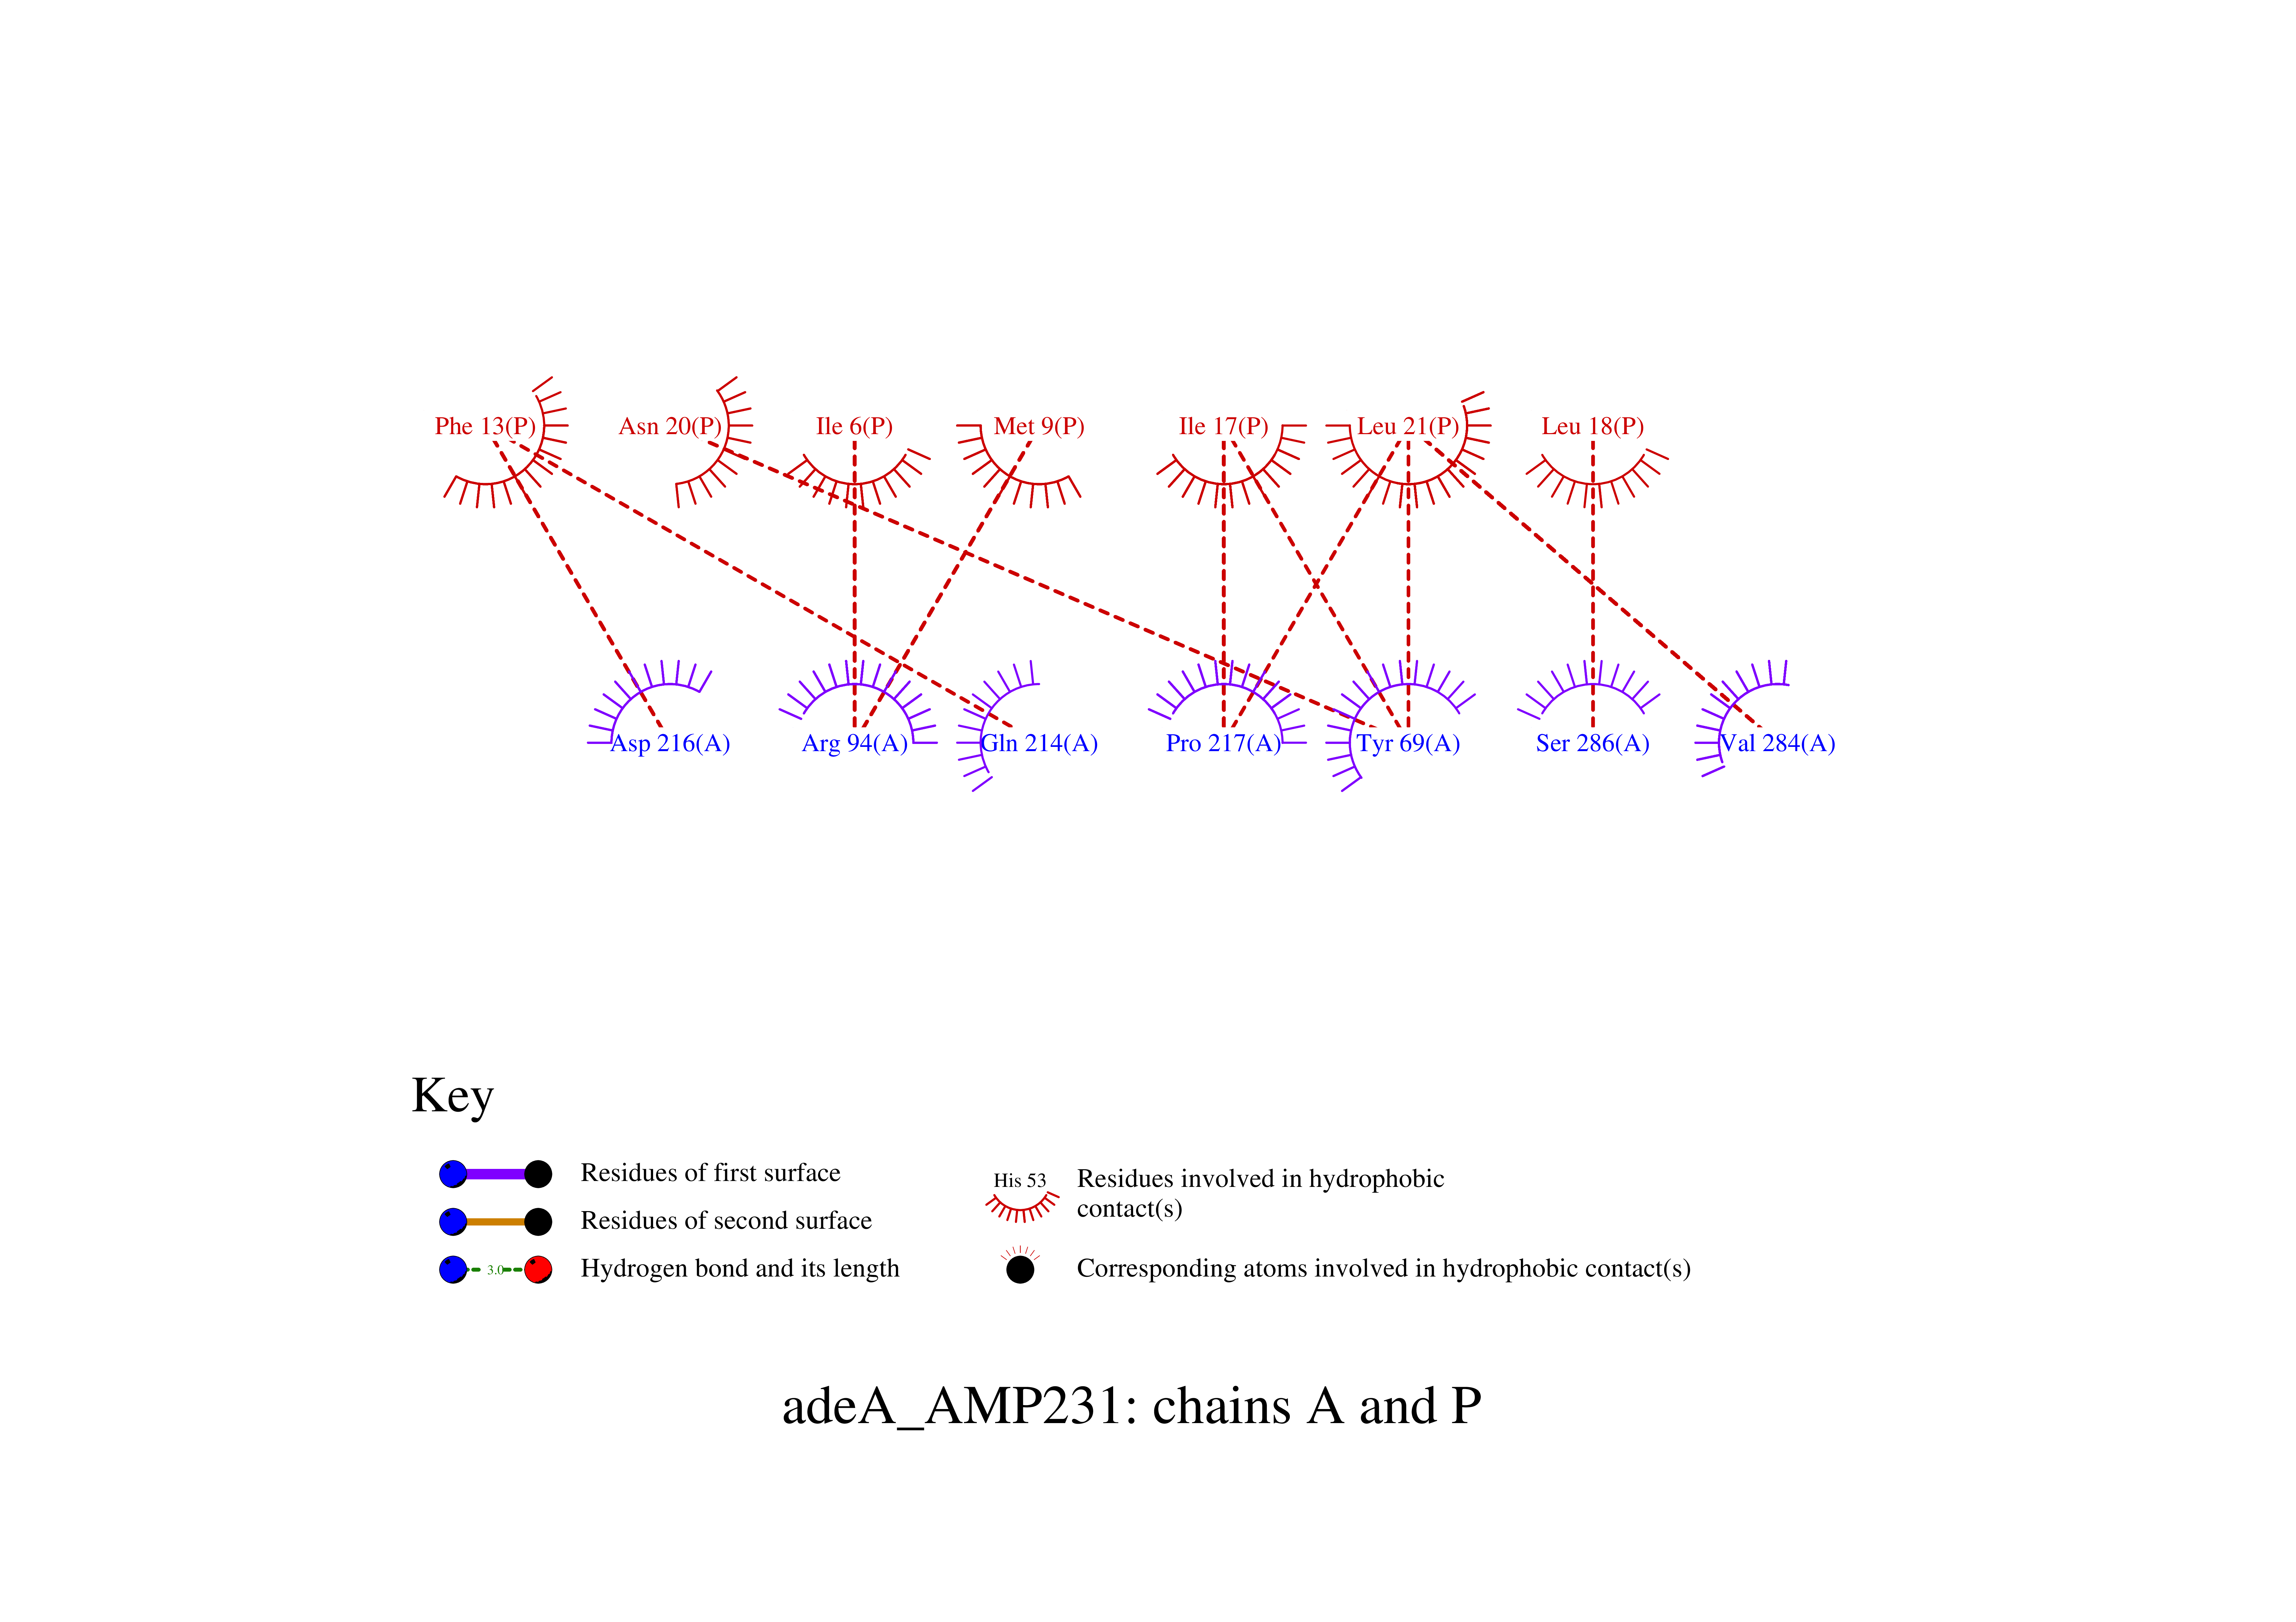 Phe 13(P) Asn 20(P) Ile 6(P) Met 9(P) Ile 17(P) Leu 21(P) Leu 18(P)
Asp 216(A) Arg 94(A) Gln 214(A) Pro 217(A) Tyr 69(A) Ser 286(A) Val 284(A)
Key
Residues of first surface
Residues of second surface
3.0 Hydrogen bond and its length
His 53 Residues involved in hydrophobic
contact(s)
Corresponding atoms involved in hydrophobic contact(s)
adeA_AMP231: chains A and P